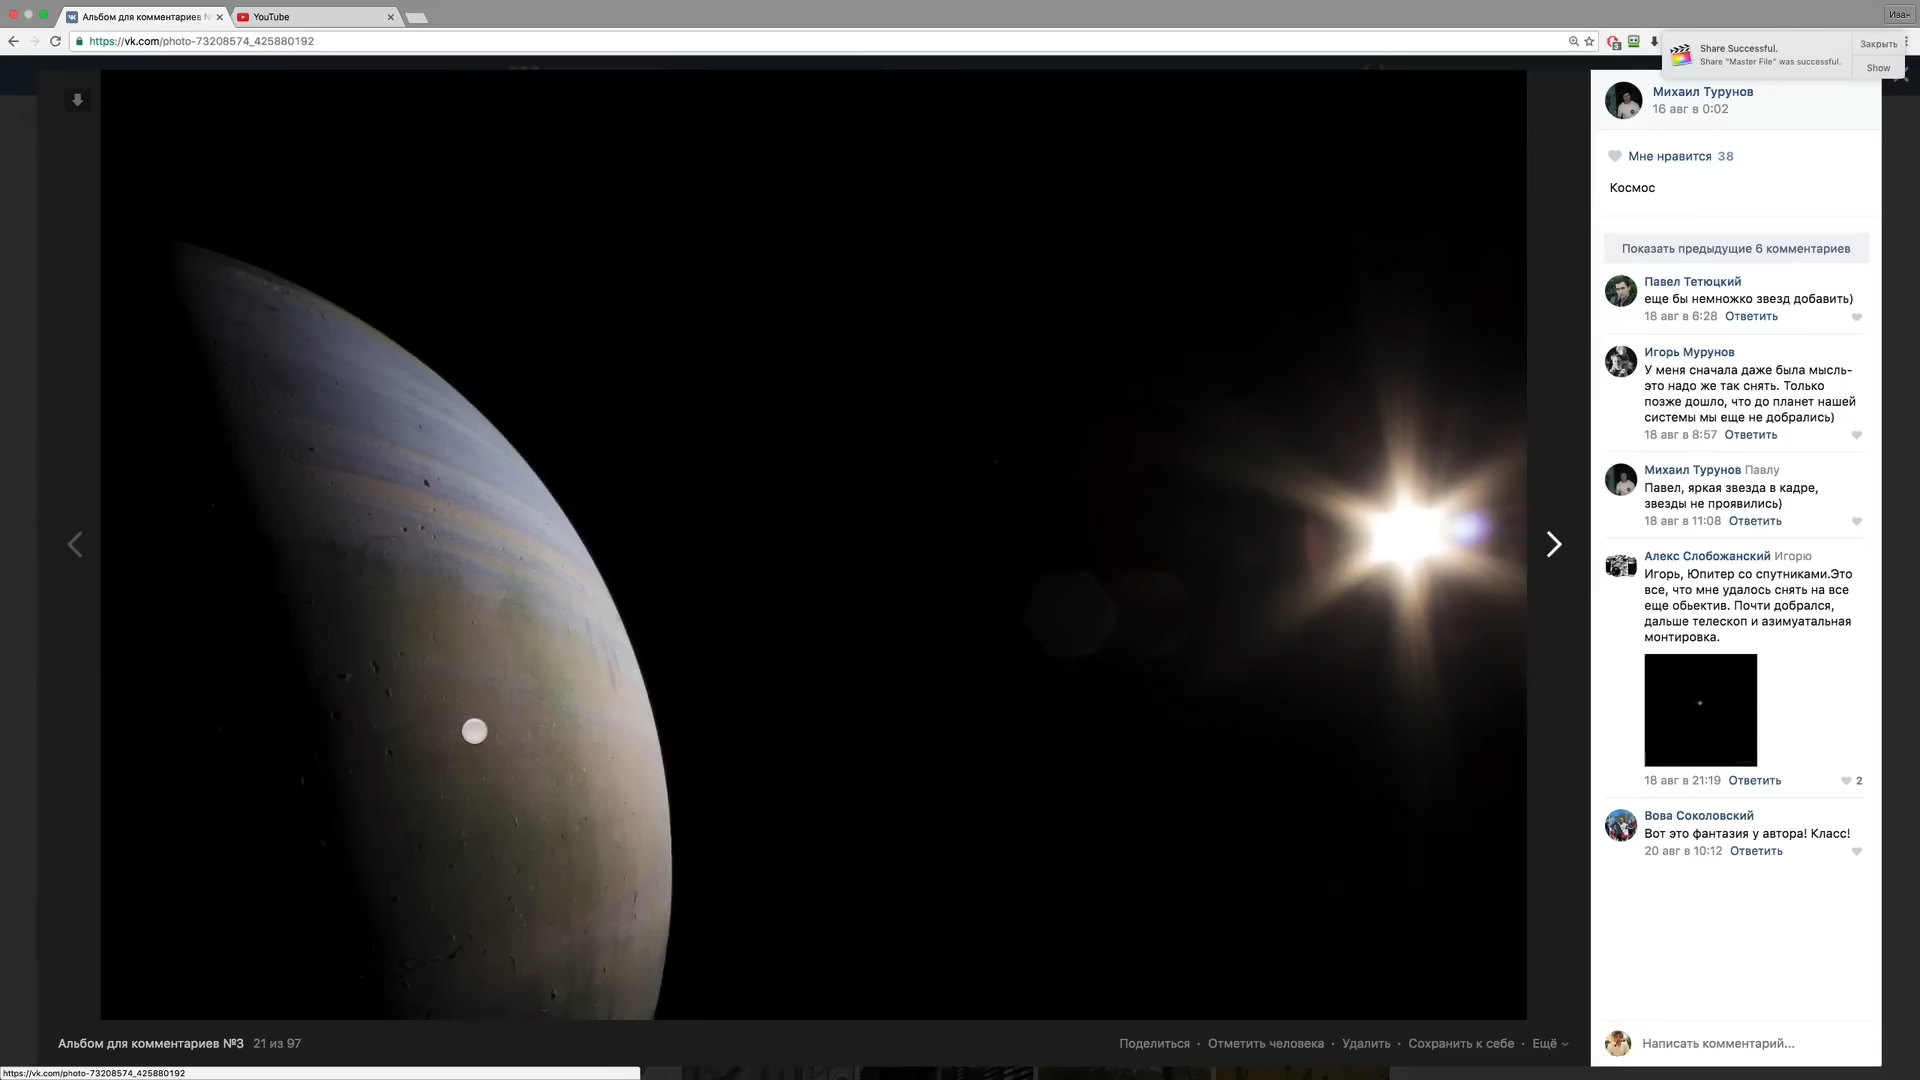 Альбом для комментариев №
YouTube
Иван
https://vk.com/photo-73208574_425880192
Share Successful.
Share "Master File" was successful.
Закрыть
Show
Михаил Турунов
16 авг в 0:02
Мне нравится 38
Космос
Показать предыдущие 6 комментариев
Павел Тетюцкий
еще бы немножко звезд добавить)
18 авг в 6:28 Ответить
Игорь Мурунов
У меня сначала даже была мысль-
это надо же так снять. Только
позже дошло, что до планет нашей
системы мы еще не добрались)
18 авг в 8:57 Ответить
Михаил Турунов Павлу
Павел, яркая звезда в кадре,
звезды не проявились)
18 авг в 11:08 Ответить
Алекс Слобожанский Игорю
Игорь, Юпитер со спутниками.Это
все, что мне удалось снять на все
еще обьектив. Почти добрался,
дальше телескоп и азимуатальная
монтировка.
18 авг в 21:19 Ответить 2
Вова Соколовский
Вот это фантазия у автора! Класс!
20 авг в 10:12 Ответить
Написать комментарий...
Альбом для комментариев №3 21 из 97
Поделиться · Отметить человека · Удалить · Сохранить к себе · Ещё
https://vk.com/photo-73208574_425880192